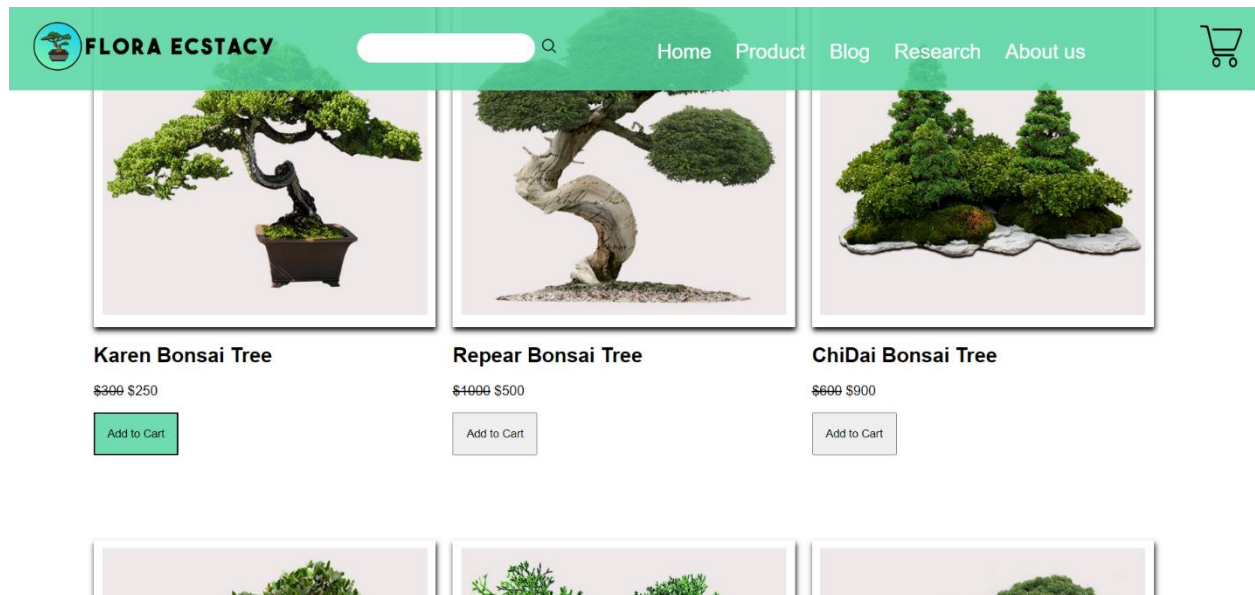 FLORA ECSTACY
Home Product Blog Research About us
Karen Bonsai Tree
$300 $250
Add to Cart
Repear Bonsai Tree
$1000 $500
Add to Cart
ChiDai Bonsai Tree
$600 $900
Add to Cart